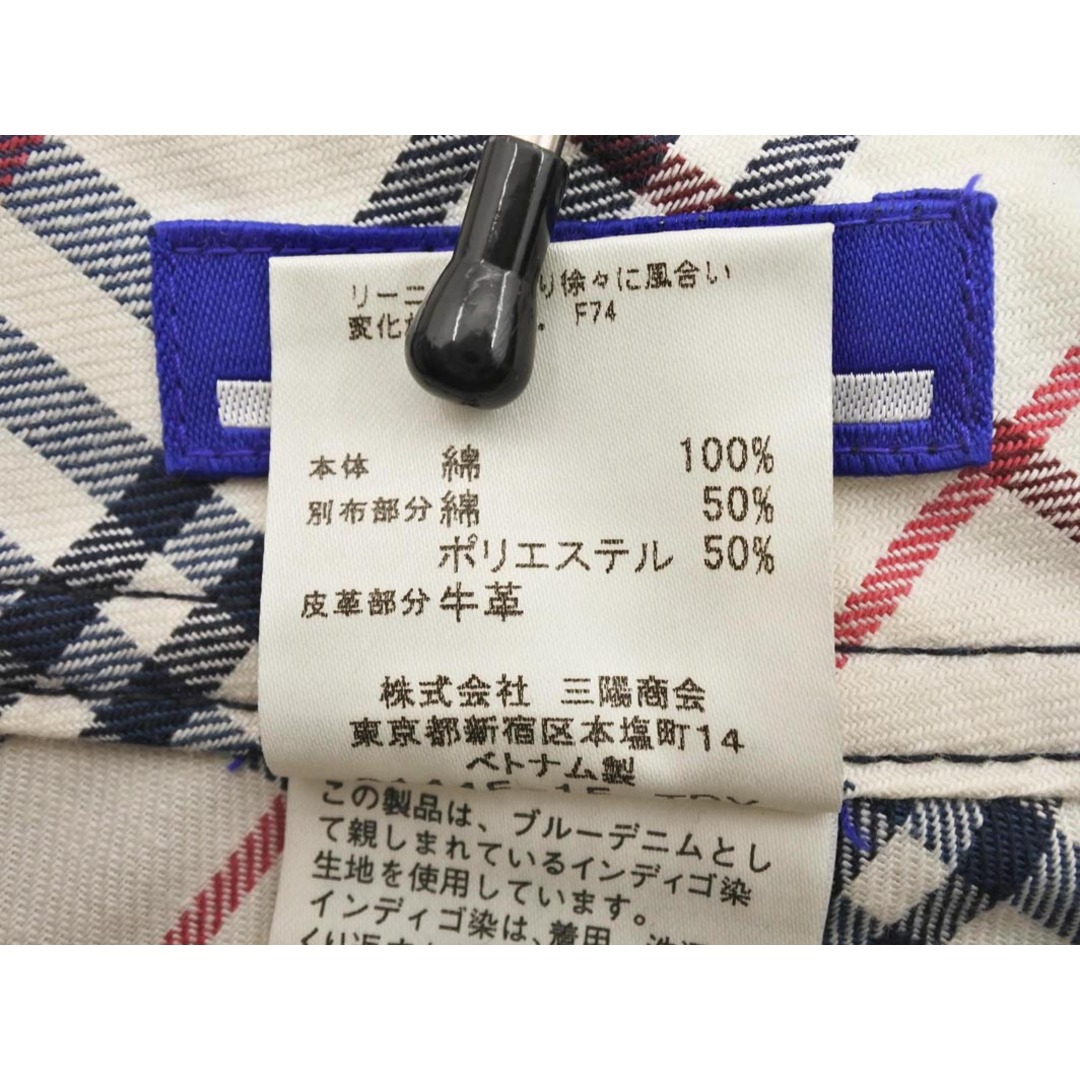 リーニ り徐々に風合い
変化 。 F74
本体 綿 100%
別布部分 綿 50%
ポリエステル 50%
皮革部分 牛革
株式会社 三陽商会
東京都新宿区本塩町14
ベトナム製
この製品は、ブルーデニムとし
て親しまれているインディゴ染
生地を使用しています。
インディゴ染は、着用、